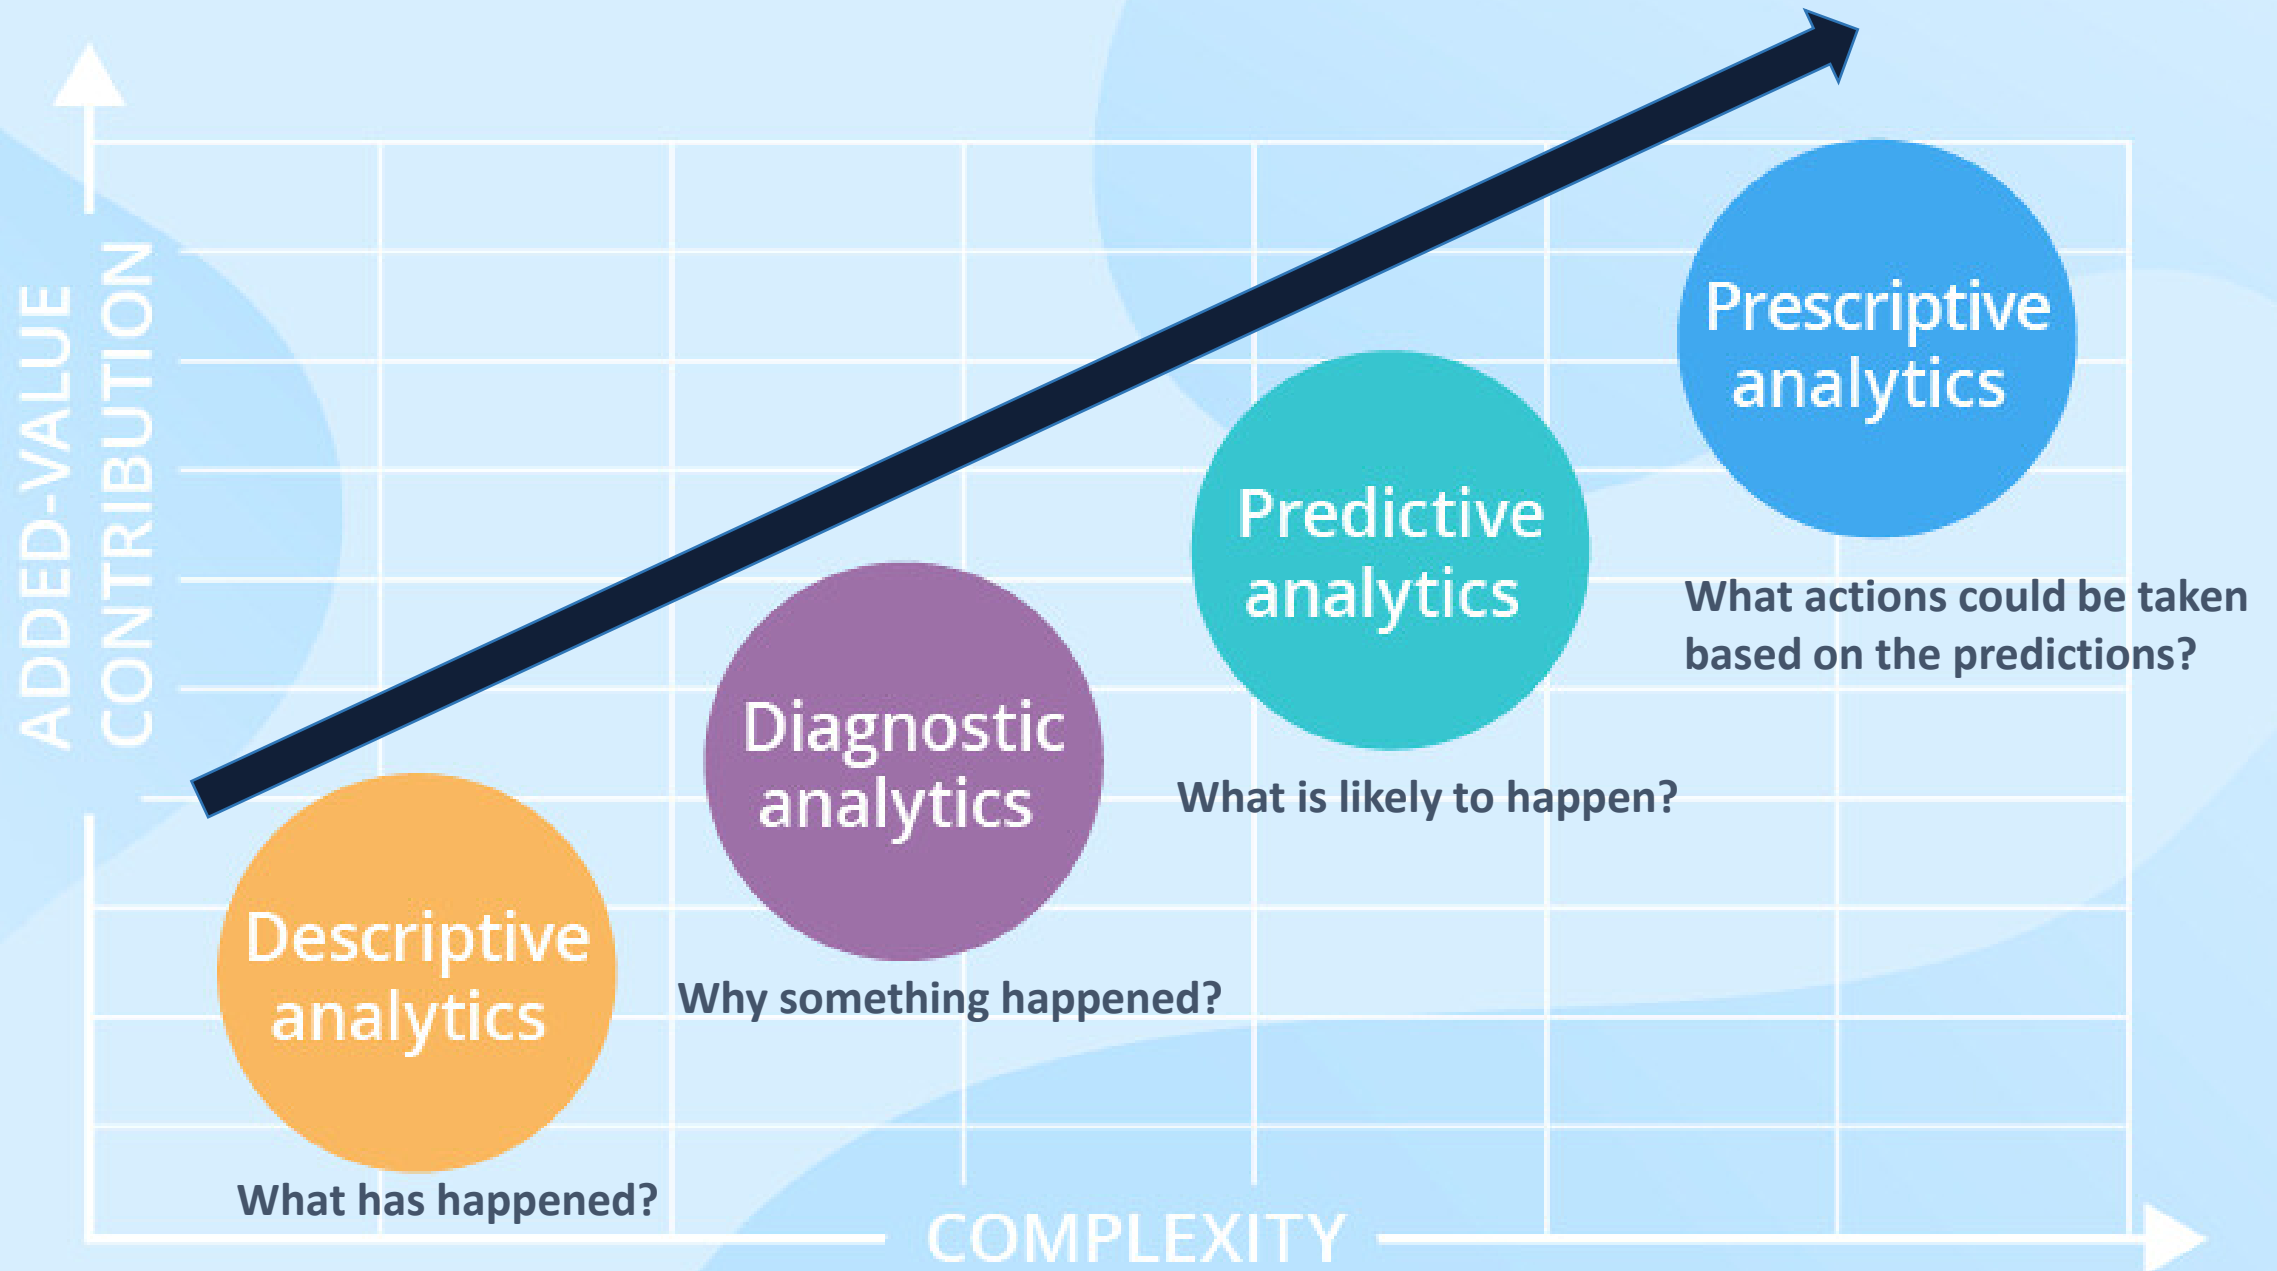 ADDED-VALUE
CONTRIBUTION
Descriptive
analytics
What has happened?
Diagnostic
analytics
Why something happened?
Predictive
analytics
What is likely to happen?
Prescriptive
analytics
What actions could be taken
based on the predictions?
COMPLEXITY